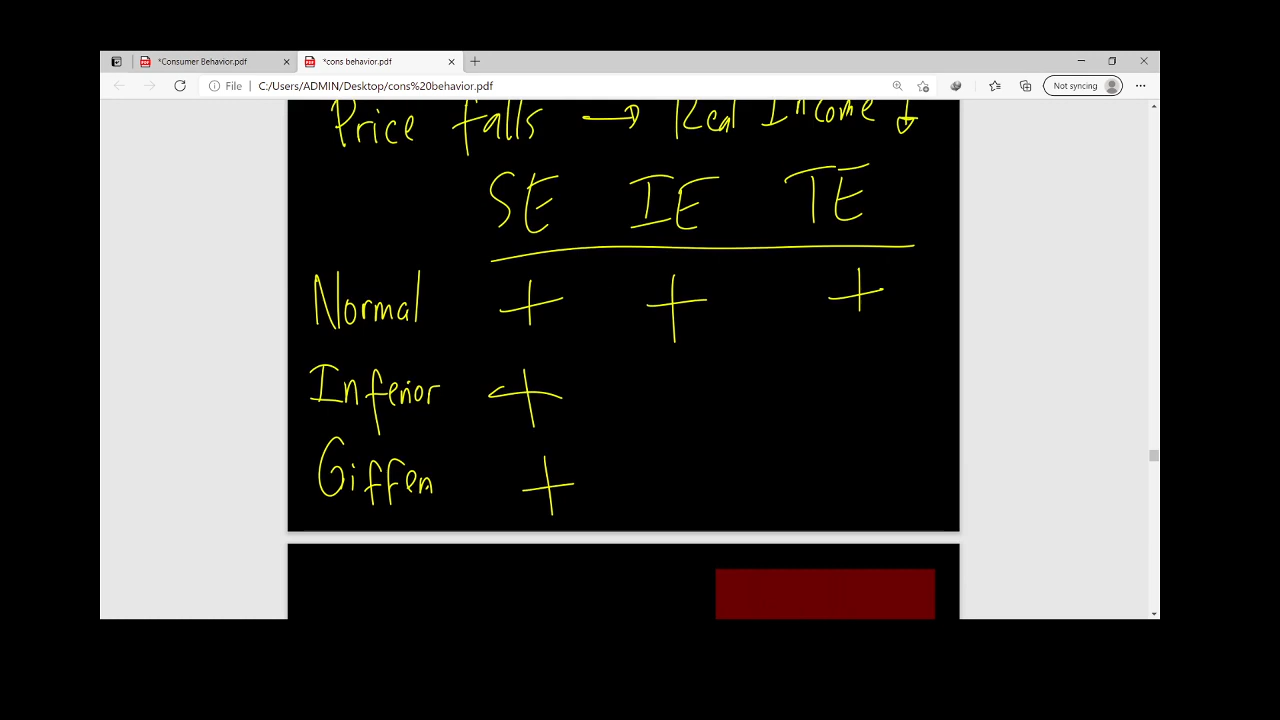 *Consumer Behavior.pdf *cons behavior.pdf
File C:/Users/ADMIN/Desktop/cons%20behavior.pdf Not syncing
Price falls → Real Income ↓
SE IE TE
Normal + + +
Inferior +
Giffen +